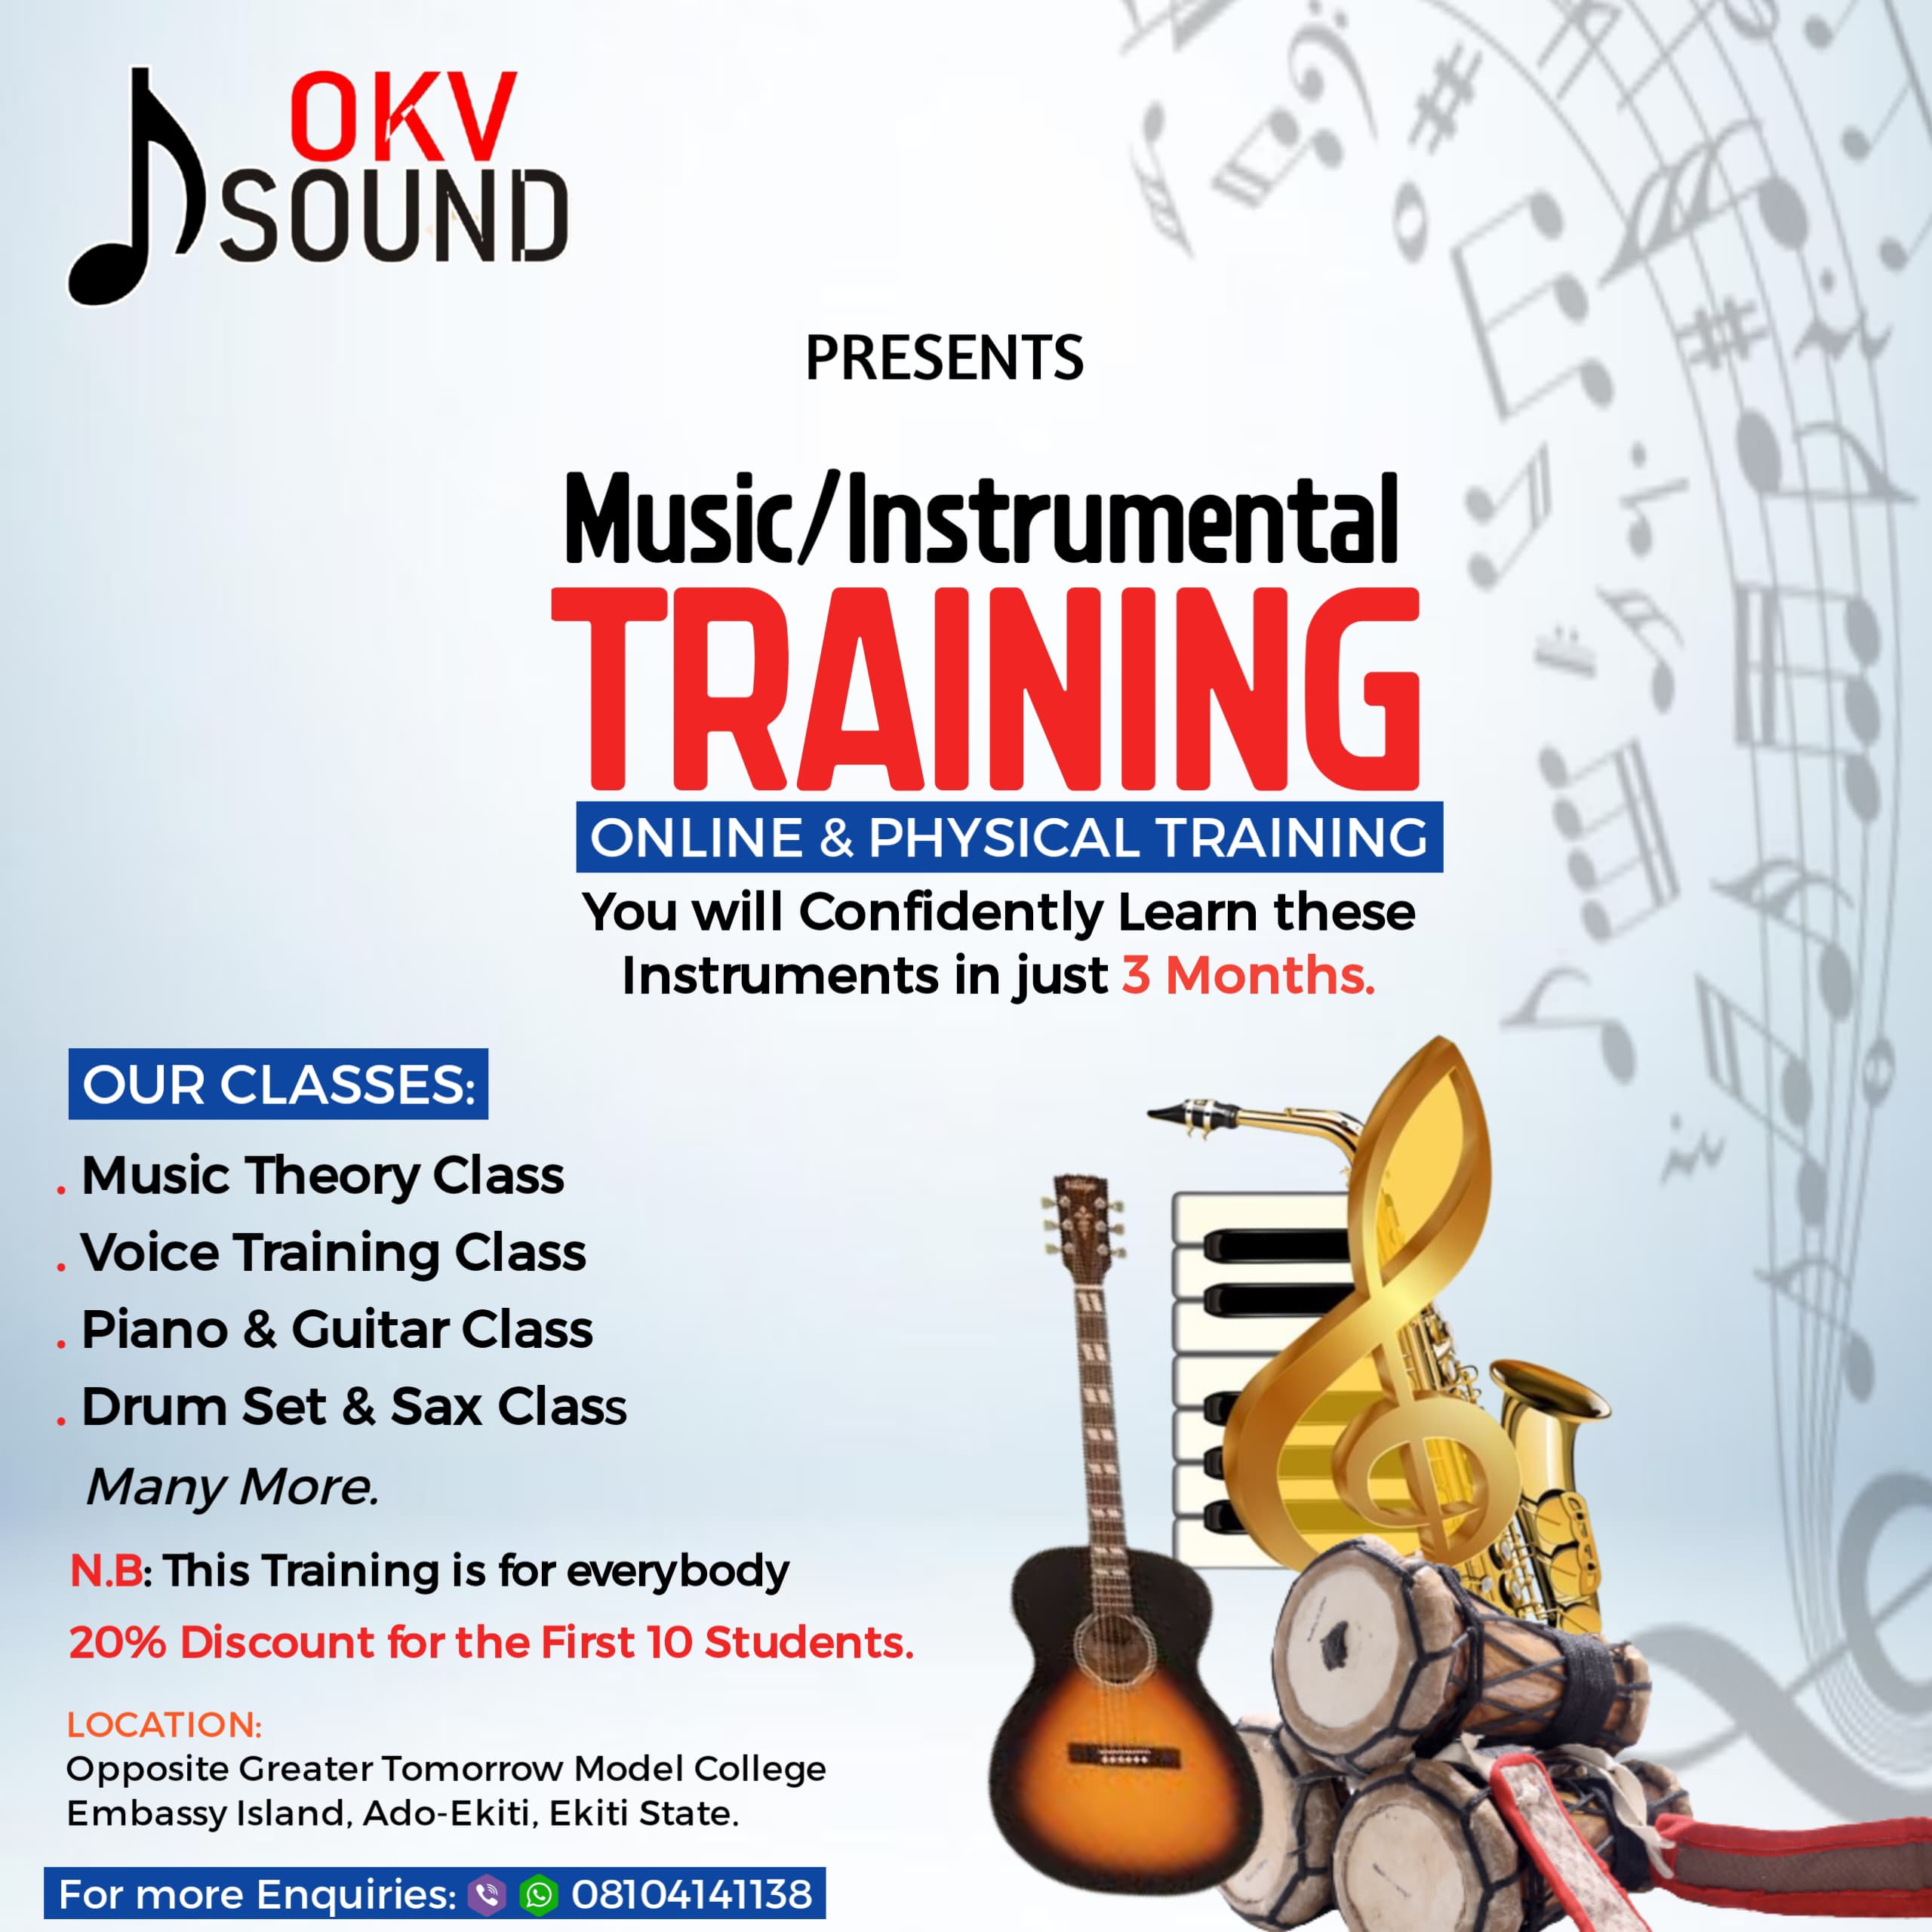 OKV
SOUND
PRESENTS
Music/Instrumental
TRAINING
ONLINE & PHYSICAL TRAINING
You will Confidently Learn these
Instruments in just 3 Months.
OUR CLASSES:
. Music Theory Class
. Voice Training Class
. Piano & Guitar Class
. Drum Set & Sax Class
Many More.
N.B: This Training is for everybody
20% Discount for the First 10 Students.
LOCATION:
Opposite Greater Tomorrow Model College
Embassy Island, Ado-Ekiti, Ekiti State.
For more Enquiries: 08104141138